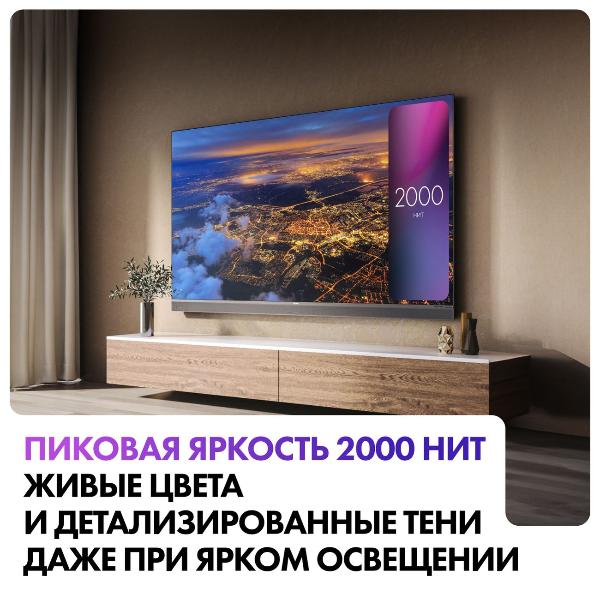 2000
НИТ
ПИКОВАЯ ЯРКОСТЬ 2000 НИТ
ЖИВЫЕ ЦВЕТА
И ДЕТАЛИЗИРОВАННЫЕ ТЕНИ
ДАЖЕ ПРИ ЯРКОМ ОСВЕЩЕНИИ